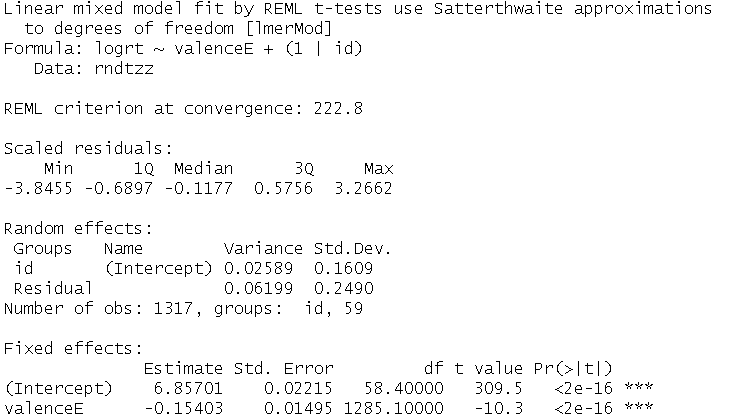 Linear mixed model fit by REML t-tests use Satterthwaite approximations
to degrees of freedom [lmerMod]
Formula: logrt ~ valenceE + (1 | id)
Data: rndtzz
REML criterion at convergence: 222.8
Scaled residuals:
Min 1Q Median 3Q Max
-3.8455 -0.6897 -0.1177 0.5756 3.2662
Random effects:
Groups Name Variance Std.Dev.
id (Intercept) 0.02589 0.1609
Residual 0.06199 0.2490
Number of obs: 1317, groups: id, 59
Fixed effects:
Estimate Std. Error df t value Pr(>|t|)
(Intercept) 6.85701 0.02215 58.40000 309.5 <2e-16 ***
valenceE -0.15403 0.01495 1285.10000 -10.3 <2e-16 ***